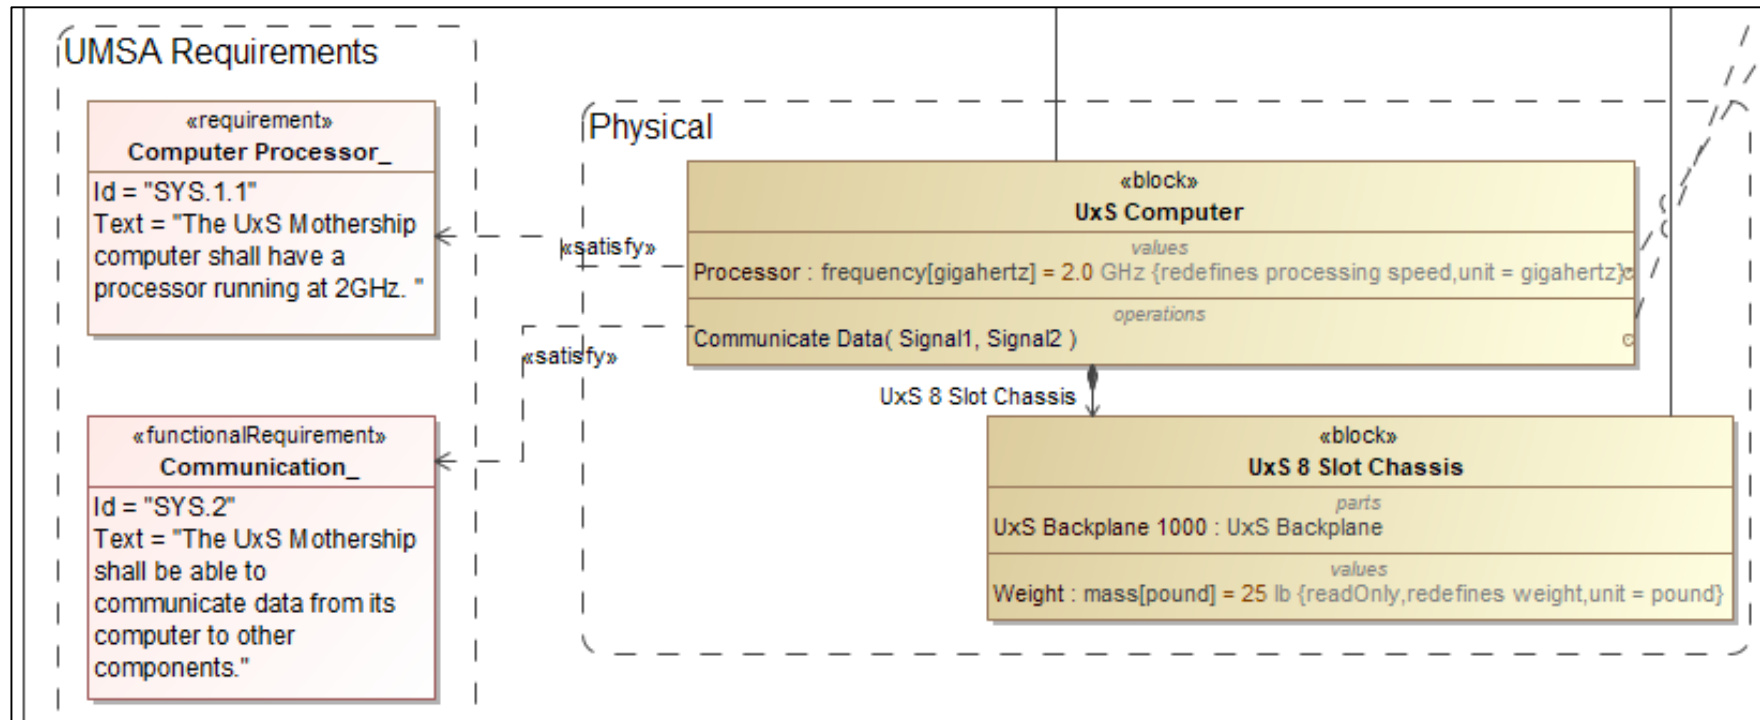 UMSA Requirements
«requirement»
Computer Processor_
Id = "SYS.1.1"
Text = "The UxS Mothership
computer shall have a
processor running at 2GHz. "
«functionalRequirement»
Communication_
Id = "SYS.2"
Text = "The UxS Mothership
shall be able to
communicate data from its
computer to other
components."
«satisfy»
«satisfy»
Physical
«block»
UxS Computer
values
Processor : frequency[gigahertz] = 2.0 GHz {redefines processing speed,unit = gigahertz}
operations
Communicate Data( Signal1, Signal2 )
UxS 8 Slot Chassis
«block»
UxS 8 Slot Chassis
parts
UxS Backplane 1000 : UxS Backplane
values
Weight : mass[pound] = 25 lb {readOnly,redefines weight,unit = pound}